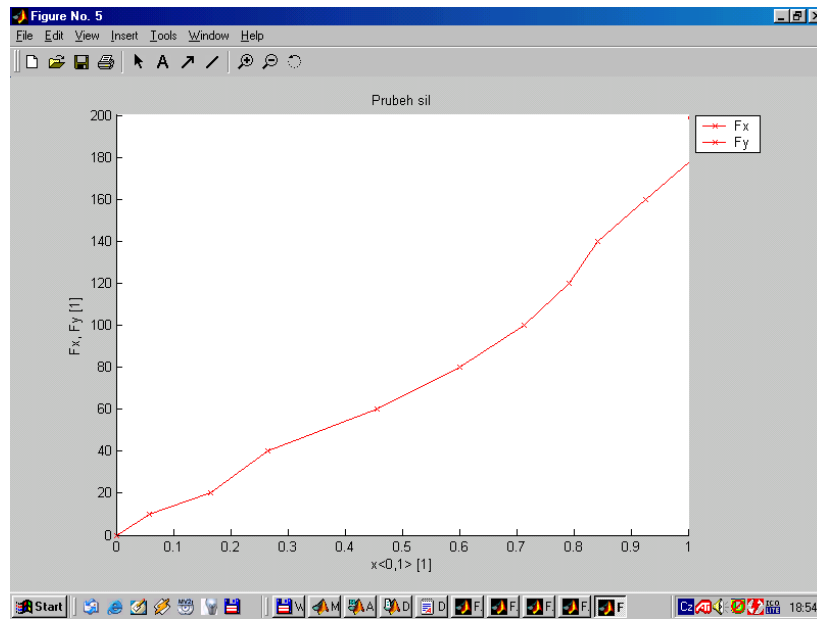 Figure No. 5
File Edit View Insert Tools Window Help
Prubeh sil
Fx
Fy
200
180
160
140
120
100
80
60
40
20
0
Fx, Fy [1]
0 0.1 0.2 0.3 0.4 0.5 0.6 0.7 0.8 0.9 1
x<0,1> [1]
Start W M A D D F. F. F. F. F Cz 18:54